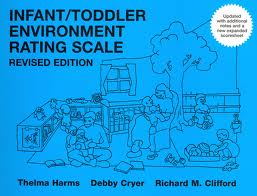 INFANT/TODDLER
ENVIRONMENT
RATING SCALE
REVISED EDITION
Updated
with additional
notes and a new
expanded
scoresheet
Thelma Harms Debby Cryer Richard M. Clifford